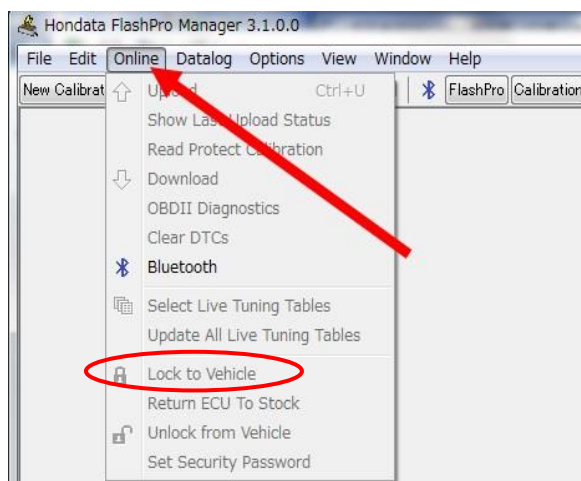 Hondata FlashPro Manager 3.1.0.0
File Edit Online Datalog Options View Window Help
New Calibrat FlashPro Calibration
Upload Ctrl+U
Show Last Upload Status
Read Protect Calibration
Download
OBDII Diagnostics
Clear DTCs
Bluetooth
Select Live Tuning Tables
Update All Live Tuning Tables
Lock to Vehicle
Return ECU To Stock
Unlock from Vehicle
Set Security Password